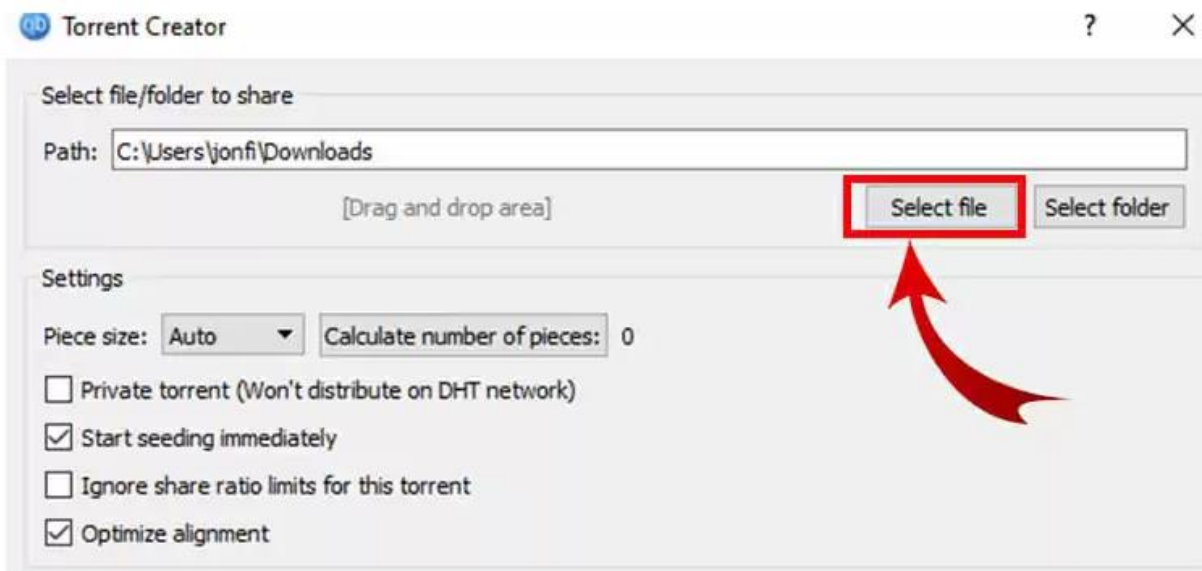 Torrent Creator ?
Select file/folder to share
Path: C:\Users\jonfi\Downloads
[Drag and drop area] Select file Select folder
Settings
Piece size: Auto Calculate number of pieces: 0
Private torrent (Won't distribute on DHT network)
Start seeding immediately
Ignore share ratio limits for this torrent
Optimize alignment